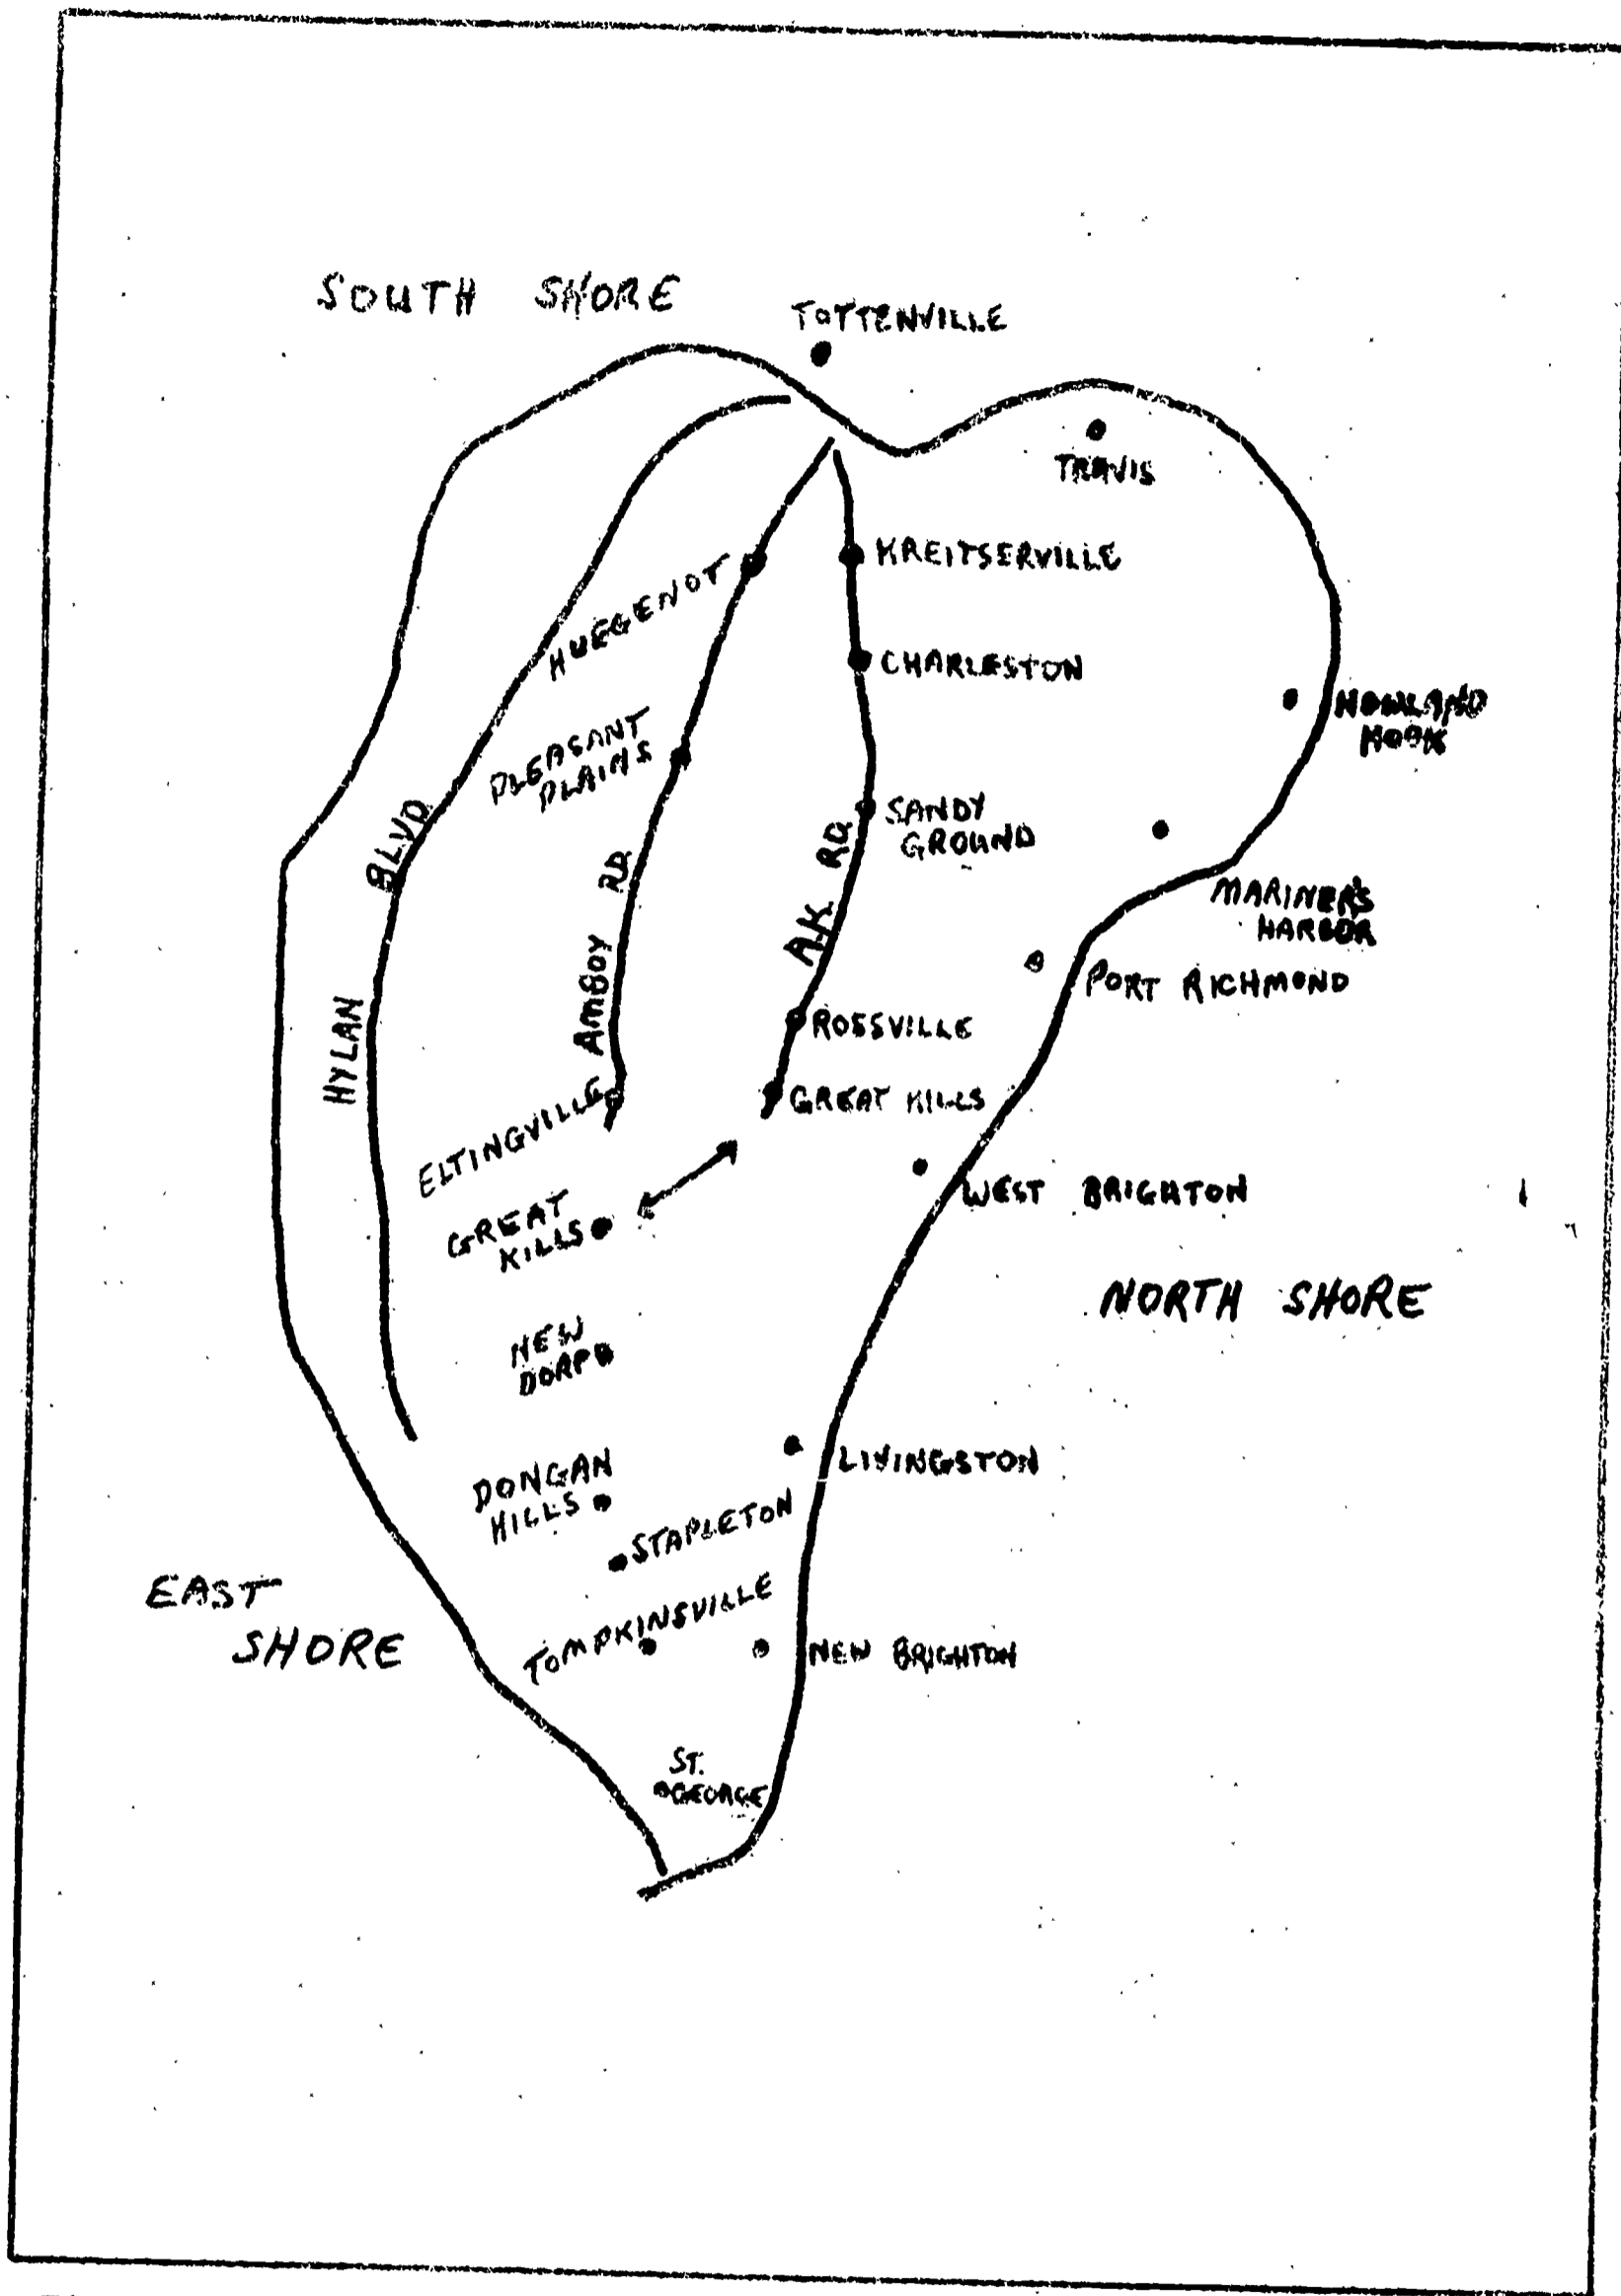 SOUTH SHORE
TOTTENVILLE
TRAVIS
KREITSERVILLE
HUEGENOT
CHARLESTON
HOWLAND
HOOK
PLEASANT
PLAINS
SANDY
GROUND
BLVD
RD
RD
MARINER'S
HARBOR
A.K.
PORT RICHMOND
AMBOY
HYLAN
ROSSVILLE
GREAT KILLS
ELTINGVILLE
WEST BRIGHTON
GREAT
KILLS
NORTH SHORE
NEW
DORP
LIVINGSTON
DONGAN
HILLS
STAPLETON
EAST
SHORE
TOMPKINSVILLE
NEW BRIGHTON
ST.
GEORGE